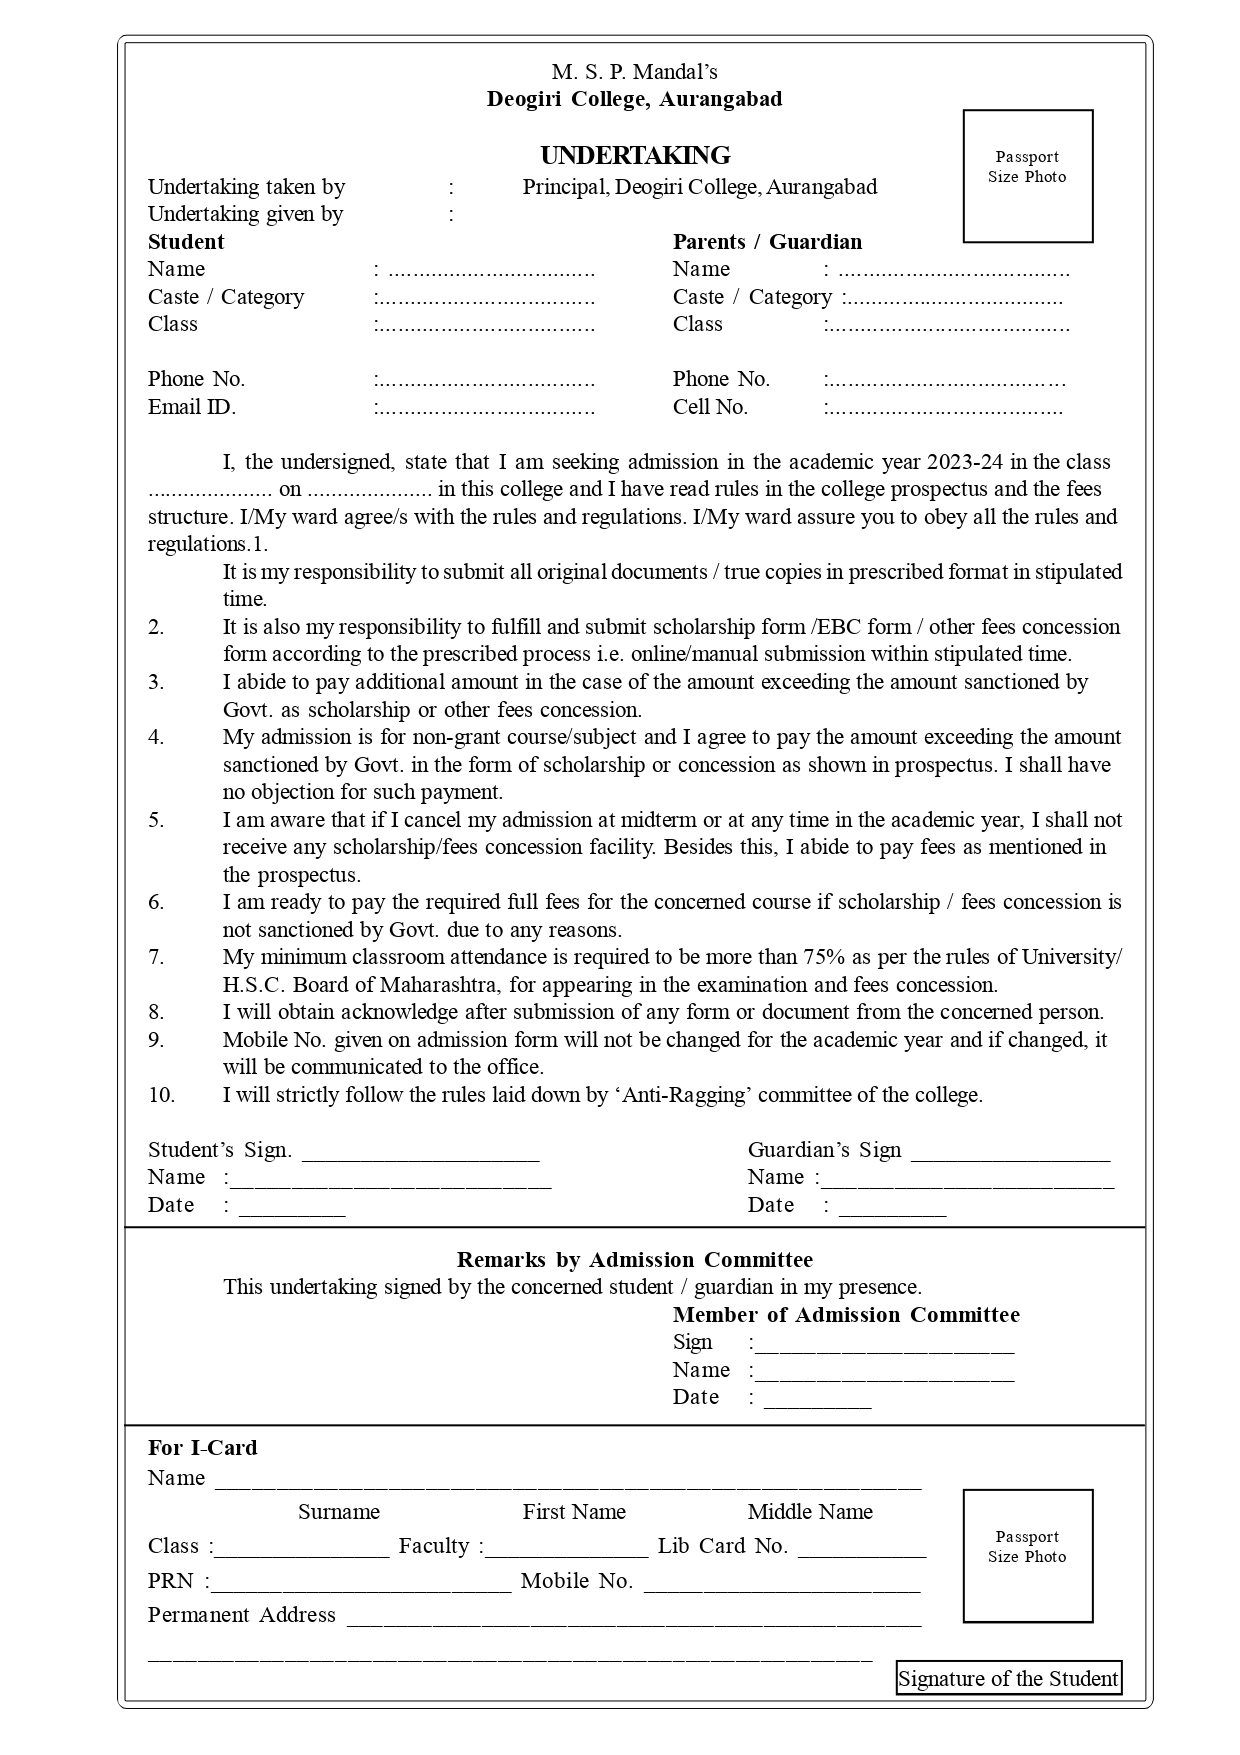 M. S. P. Mandal’s
Deogiri College, Aurangabad
UNDERTAKING
Passport
Size Photo
Undertaking taken by : Principal, Deogiri College, Aurangabad
Undertaking given by :
Student Parents / Guardian
Name : .................................. Name : ......................................
Caste / Category :.................................... Caste / Category :....................................
Class :.................................... Class :........................................
Phone No. :.................................... Phone No. :.......................................
Email ID. :.................................... Cell No. :.......................................
I, the undersigned, state that I am seeking admission in the academic year 2023-24 in the class
..................... on ..................... in this college and I have read rules in the college prospectus and the fees
structure. I/My ward agree/s with the rules and regulations. I/My ward assure you to obey all the rules and
regulations.1.
It is my responsibility to submit all original documents / true copies in prescribed format in stipulated
time.
2. It is also my responsibility to fulfill and submit scholarship form /EBC form / other fees concession
form according to the prescribed process i.e. online/manual submission within stipulated time.
3. I abide to pay additional amount in the case of the amount exceeding the amount sanctioned by
Govt. as scholarship or other fees concession.
4. My admission is for non-grant course/subject and I agree to pay the amount exceeding the amount
sanctioned by Govt. in the form of scholarship or concession as shown in prospectus. I shall have
no objection for such payment.
5. I am aware that if I cancel my admission at midterm or at any time in the academic year, I shall not
receive any scholarship/fees concession facility. Besides this, I abide to pay fees as mentioned in
the prospectus.
6. I am ready to pay the required full fees for the concerned course if scholarship / fees concession is
not sanctioned by Govt. due to any reasons.
7. My minimum classroom attendance is required to be more than 75% as per the rules of University/
H.S.C. Board of Maharashtra, for appearing in the examination and fees concession.
8. I will obtain acknowledge after submission of any form or document from the concerned person.
9. Mobile No. given on admission form will not be changed for the academic year and if changed, it
will be communicated to the office.
10. I will strictly follow the rules laid down by ‘Anti-Ragging’ committee of the college.
Student’s Sign. ____________________ Guardian’s Sign _________________
Name :___________________________ Name :_________________________
Date : _________ Date : _________
Remarks by Admission Committee
This undertaking signed by the concerned student / guardian in my presence.
Member of Admission Committee
Sign :______________________
Name :______________________
Date : _________
For I-Card
Name ____________________________________________________________
Surname First Name Middle Name
Class :_______________ Faculty :______________ Lib Card No. ___________
PRN :_________________________ Mobile No. _______________________
Permanent Address ________________________________________________
_____________________________________________________________
Passport
Size Photo
Signature of the Student